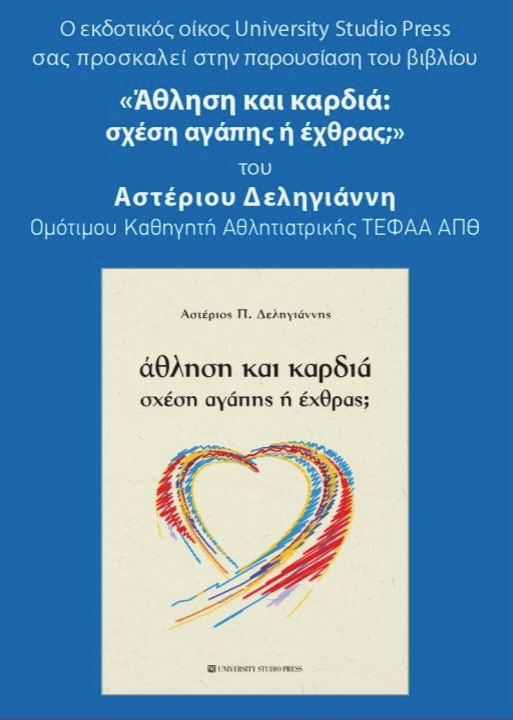 Ο εκδοτικός οίκος University Studio Press
σας προσκαλεί στην παρουσίαση του βιβλίου
«Άθληση και καρδιά:
σχέση αγάπης ή έχθρας;»
του
Αστέριου Δεληγιάννη
Ομότιμου Καθηγητή Αθλητιατρικής ΤΕΦΑΑ ΑΠΘ
Αστέριος Π. Δεληγιάννης
άθληση και καρδιά
σχέση αγάπης ή έχθρας;
UNIVERSITY STUDIO PRESS